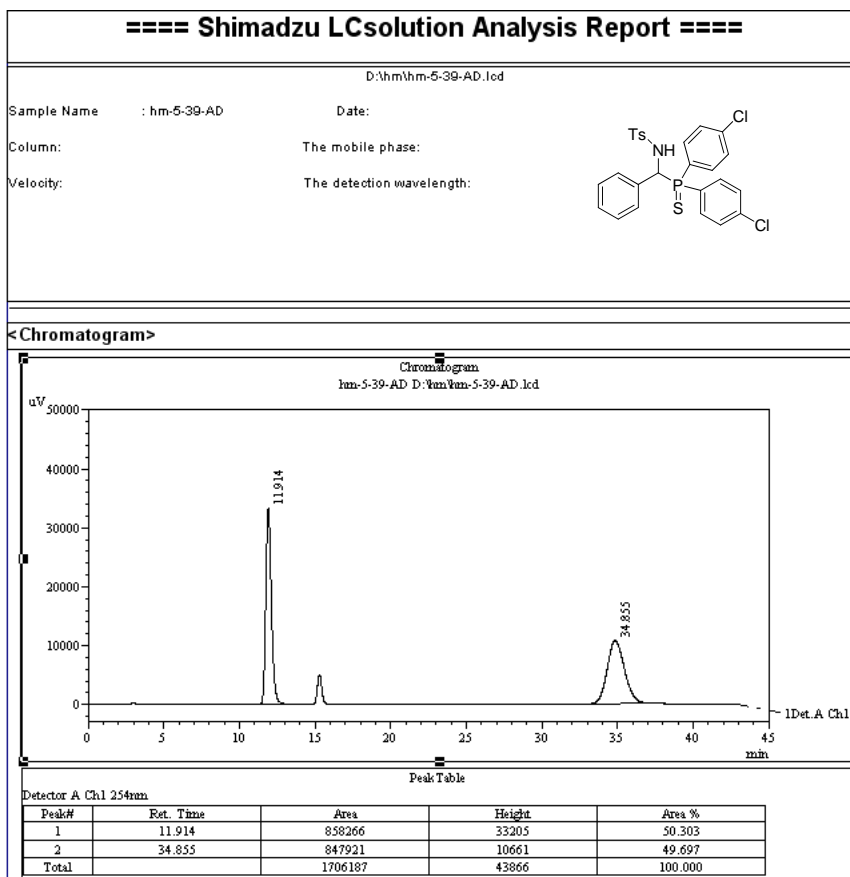 ==== Shimadzu LCsolution Analysis Report ====
D:\hm\hm-5-39-AD.lcd
Sample Name : hm-5-39-AD Date:
Column: The mobile phase:
Velocity: The detection wavelength:
Ts
NH
P
S
Cl
Cl
<Chromatogram>
Chromatogram
hm-5-39-AD D:\hm\hm-5-39-AD.lcd
uV
50000
40000
30000
20000
10000
0
11.914
34.855
1Det.A Ch1
0 5 10 15 20 25 30 35 40 45
min
PeakTable
Detector A Ch1 254nm
Peak# Ret. Time Area Height Area %
1 11.914 858266 33205 50.303
2 34.855 847921 10661 49.697
Total 1706187 43866 100.000